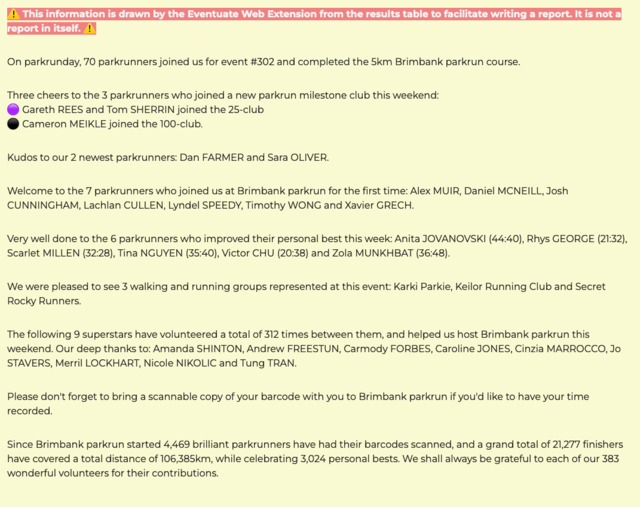 ⚠️ This information is drawn by the Eventuate Web Extension from the results table to facilitate writing a report. It is not a
report in itself. ⚠️
On parkrunday, 70 parkrunners joined us for event #302 and completed the 5km Brimbank parkrun course.
Three cheers to the 3 parkrunners who joined a new parkrun milestone club this weekend:
🟣 Gareth REES and Tom SHERRIN joined the 25-club
⚫ Cameron MEIKLE joined the 100-club.
Kudos to our 2 newest parkrunners: Dan FARMER and Sara OLIVER.
Welcome to the 7 parkrunners who joined us at Brimbank parkrun for the first time: Alex MUIR, Daniel MCNEILL, Josh
CUNNINGHAM, Lachlan CULLEN, Lyndel SPEEDY, Timothy WONG and Xavier GRECH.
Very well done to the 6 parkrunners who improved their personal best this week: Anita JOVANOVSKI (44:40), Rhys GEORGE (21:32),
Scarlet MILLEN (32:28), Tina NGUYEN (35:40), Victor CHU (20:38) and Zola MUNKHBAT (36:48).
We were pleased to see 3 walking and running groups represented at this event: Karki Parkie, Keilor Running Club and Secret
Rocky Runners.
The following 9 superstars have volunteered a total of 312 times between them, and helped us host Brimbank parkrun this
weekend. Our deep thanks to: Amanda SHINTON, Andrew FREESTUN, Carmody FORBES, Caroline JONES, Cinzia MARROCCO, Jo
STAVERS, Merril LOCKHART, Nicole NIKOLIC and Tung TRAN.
Please don't forget to bring a scannable copy of your barcode with you to Brimbank parkrun if you'd like to have your time
recorded.
Since Brimbank parkrun started 4,469 brilliant parkrunners have had their barcodes scanned, and a grand total of 21,277 finishers
have covered a total distance of 106,385km, while celebrating 3,024 personal bests. We shall always be grateful to each of our 383
wonderful volunteers for their contributions.